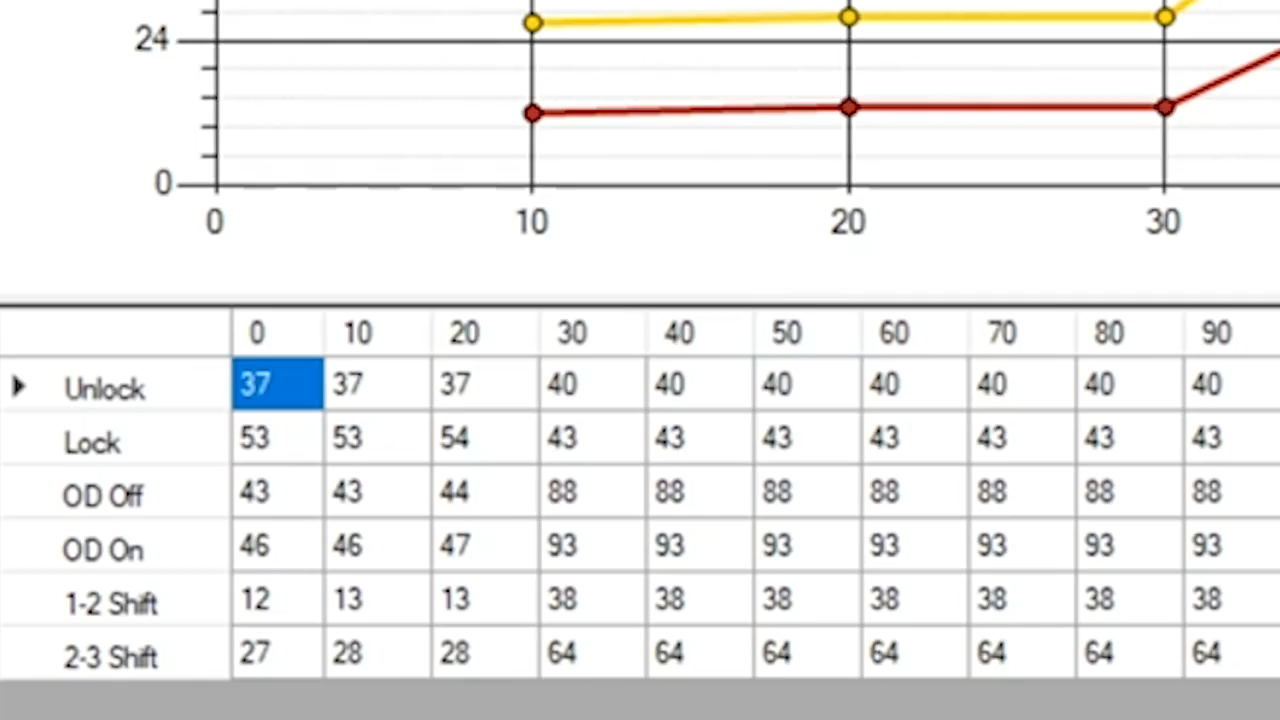 24
0
0 10 20 30
0 10 20 30 40 50 60 70 80 90
Unlock 37 37 37 40 40 40 40 40 40 40
Lock 53 53 54 43 43 43 43 43 43 43
OD Off 43 43 44 88 88 88 88 88 88 88
OD On 46 46 47 93 93 93 93 93 93 93
1-2 Shift 12 13 13 38 38 38 38 38 38 38
2-3 Shift 27 28 28 64 64 64 64 64 64 64